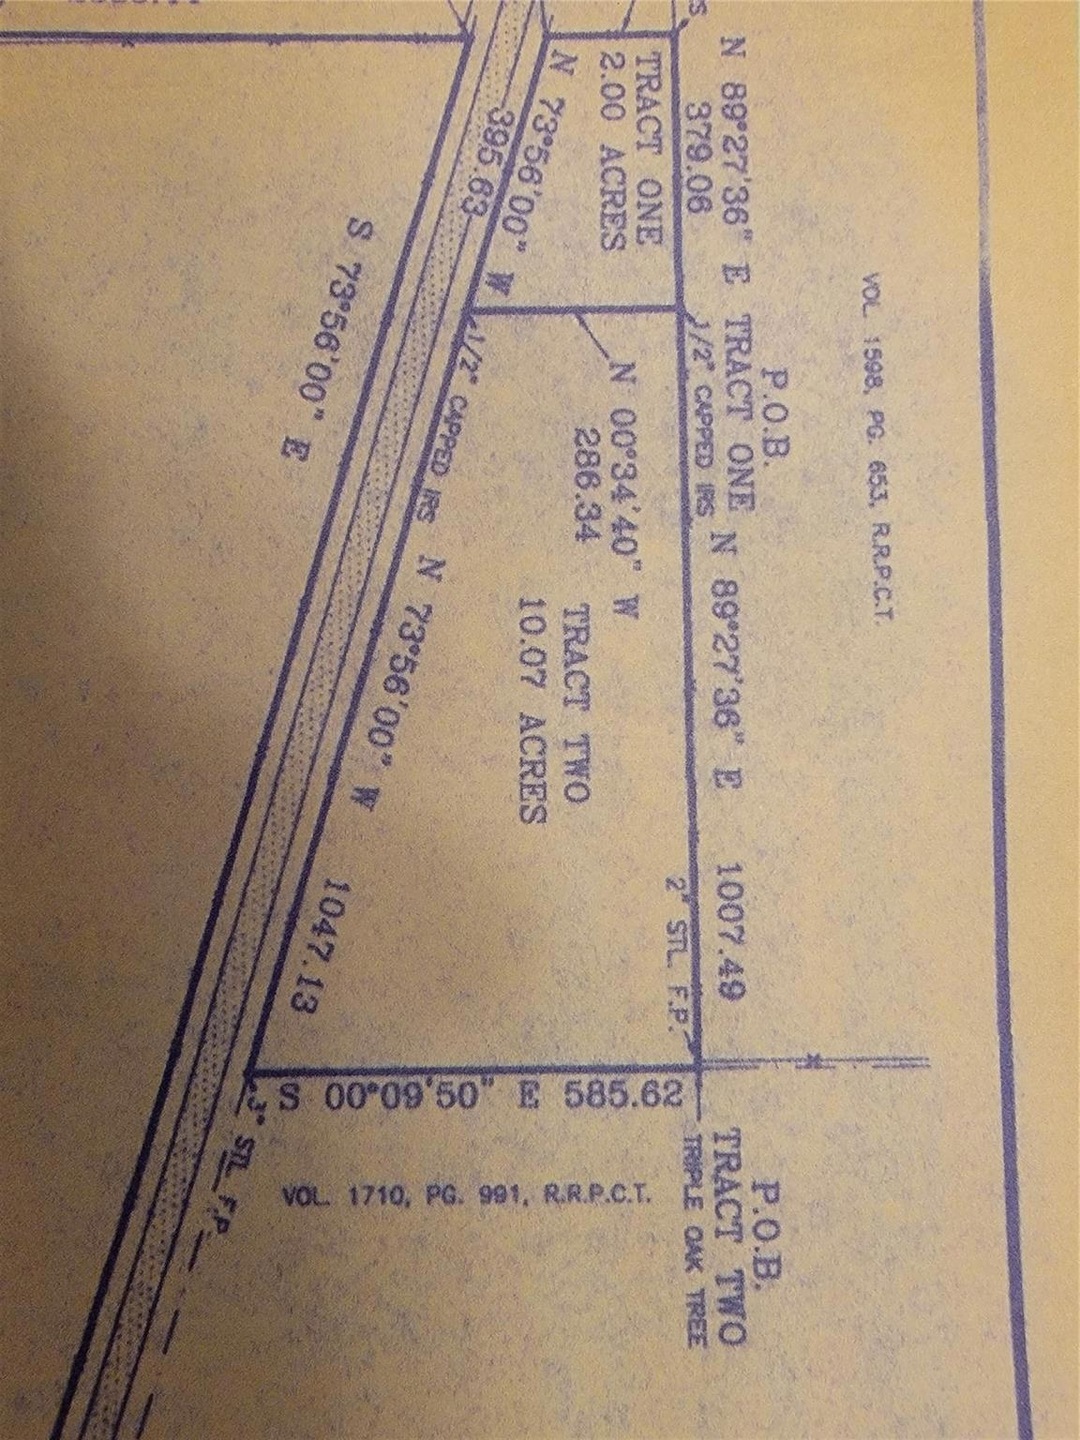 VOL. 1598, PG. 653, R.R.P.C.T.
P.O.B.
TRACT ONE
N 89°27'36" E
379.06
1/2" CAPPED IRS
N 89°27'36" E 1007.49
2" STL. F.P.
P.O.B.
TRACT TWO
TRIPLE OAK TREE
TRACT ONE
2.00 ACRES
N 73°56'00" W
395.63
N 00°34'40" W
286.34
TRACT TWO
10.07 ACRES
1/2" CAPPED IRS
N 73°56'00" W 1047.13
S 73°56'00" E
S 00°09'50" E 585.62
3" STL F.P.
VOL. 1710, PG. 991, R.R.P.C.T.